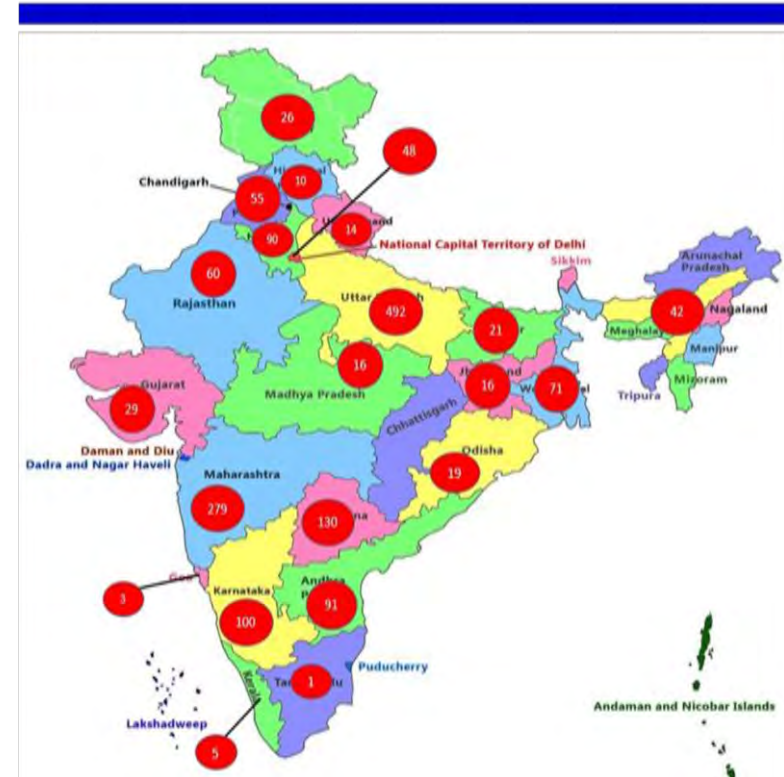 26
48
Chandigarh
10
55
14
90
National Capital Territory of Delhi
Sikkim
Arunachal
Pradesh
60
Rajasthan
492
42
Nagaland
21
Manipur
16
Gujarat
Madhya Pradesh
16
71
Mizoram
Tripura
29
Chhattisgarh
Daman and Diu
Dadra and Nagar Haveli
Odisha
Maharashtra
19
279
130
3
Karnataka
91
100
Puducherry
1
Kerala
Lakshadweep
Andaman and Nicobar Islands
5